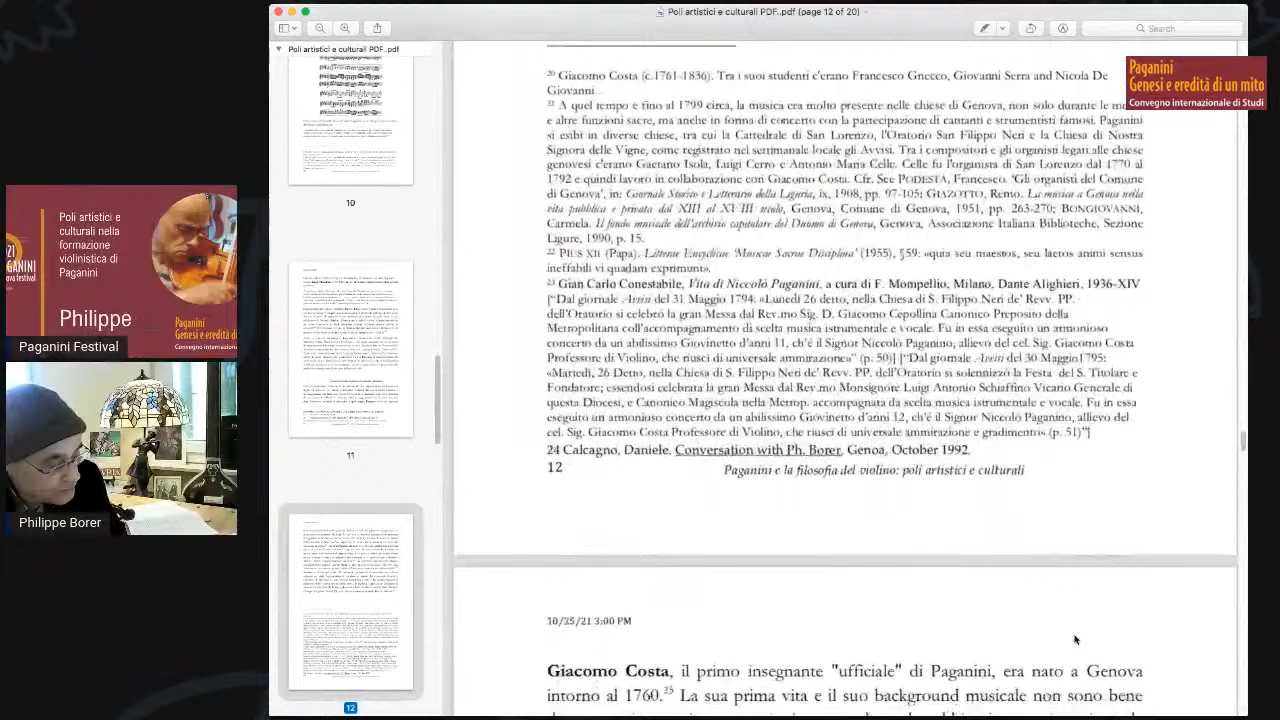 Poli artistici e culturali PDF..pdf (page 12 of 20)
Search
Poli artistici e culturali PDF..pdf
10
11
12
Paganini
Genesi e eredità di un mito
Convegno internazionale di Studi
Poli artistici e
culturali nella
formazione
violinistica di
Paganini
Philippe
Paganini
Genesi e eredità di un
Convegno internazionale
Paganini Festival
Philippe Borer
20 Giacomo Costa (c.1761-1836). Tra i suoi studenti c'erano Francesco Gnecco, Giovanni Serra and Nicola De
Giovanni
A quel tempo e fino al 1799 circa, la musica era molto presente nelle chiese di Genova, non solo durante le
e altre funzioni sacre, ma anche in forma di concerti con la partecipazione di cantanti e strumentisti famosi. Paganini
si esibì in diverse chiese, tra cui la Cattedrale di San Lorenzo, l'Oratorio San Filippo Neri e la Chiesa di Nostra
Signora delle Vigne, come registrato negli Annali e gli Avvisi. Tra i compositori e gli organisti legati alle chiese
genovesi c'erano Gaetano Isola, Luigi Cerro e Anton Maria Celle. Celle fu l'organista di San Lorenzo dal 1770 al
1792 e quindi lavorò in collaborazione con Giacomo Costa. Cfr. See PODESTÀ, Francesco. 'Gli organisti del Comune
di Genova', in: Giornale Storico e Letterario della Liguria, ix, 1908, pp. 97-105; GIAZOTTO, Remo. La musica a Genova nella
vita pubblica e privata dal XIII al XVIII secolo, Genova, Comune di Genova, 1951, pp. 263-270; BONGIOVANNI,
Carmela. Il fondo musicale dell'archivio capitolare del Duomo di Genova, Genova, Associazione Italiana Biblioteche, Sezione
Ligure, 1990, p. 15.
22 PIUS XII (Papa). Litterae Encyclicae 'Musicae Sacrae Disciplina' (1955), §59: «quia seu maestos, seu laetos animi sensus
ineffabili vi quadam exprimunt».
23 Gian Carlo Conestabile, Vita di Niccolò Paganini, a cura di F. Mompellio, Milano, Dante Alighieri, 1936-XIV
["Dal giornale Avvisi del 31 Maggio 1794: «Lunedì 26 detto, nella Chiesa di S. Filippo Neri de' Revv. PP.
dell'Oratorio si celebrò la gran Messa dal Rev.mo Sig. D. Giacomo Cepollina Canonico Preposito della
Metropolitana coll'accompagnamento di scelta musica istrumentale e vocale. Fu in essa eseguito un armonioso
concerto da un abilissimo Giovinetto il Sig. Niccolò Paganino, allievo del cel. Sig. Giacomo Costa
Professore di Violino, che riscosse universale ammirazione»" (p. 50)] ["Dal giornale Avvisi del 30 Maggio 1795:
«Martedì, 26 Detto, nella Chiesa di S. Filippo Neri de' Revv. PP. dell'Oratorio si solennizzò la Festa del S. Titolare e
Fondatore; essendosi celebrata la gran Messa da Monsignore Luigi Antonio Schiaffino Vicario Generale di
questa Diocesi, e Canonico Magiscola della Metr. accompagnata da scelta musica istrumentale e vocale. Fu in essa
eseguito un armonioso concerto da un abilissimo Giovinetto d'anni 12, ch'è il Signor Niccolò Paganini allievo del
cel. Sig. Giacomo Costa Professore di Violino, che riuscì di universale ammirazione e gradimento» (p. 51)"]
24 Calcagno, Daniele. Conversation with Ph. Borer, Genoa, October 1992.
12
Paganini e la filosofia del violino: poli artistici e culturali
10/25/21 3:00 PM
Giacomo Costa, il primo insegnante "ufficiale" di Paganini, era nato a Genova
intorno al 1760.25 La sua prima vita e il suo background musicale non sono bene